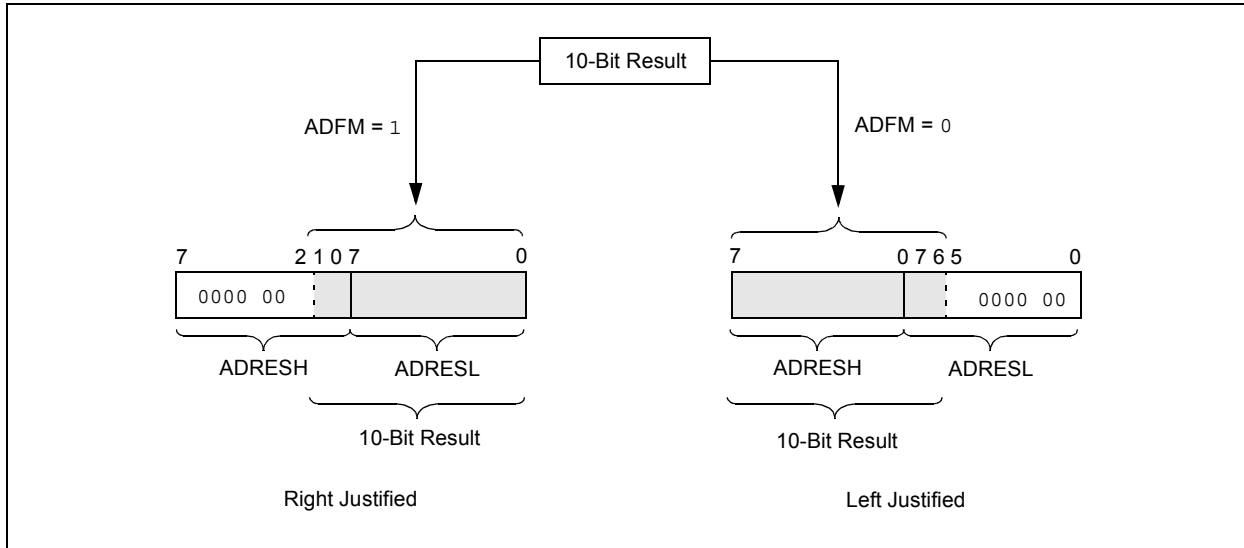 10-Bit Result
ADFM = 1
ADFM = 0
7 2 1 0 7 0
7 0 7 6 5 0
0000 00
0000 00
ADRESH ADRESL
ADRESH ADRESL
10-Bit Result
10-Bit Result
Right Justified
Left Justified